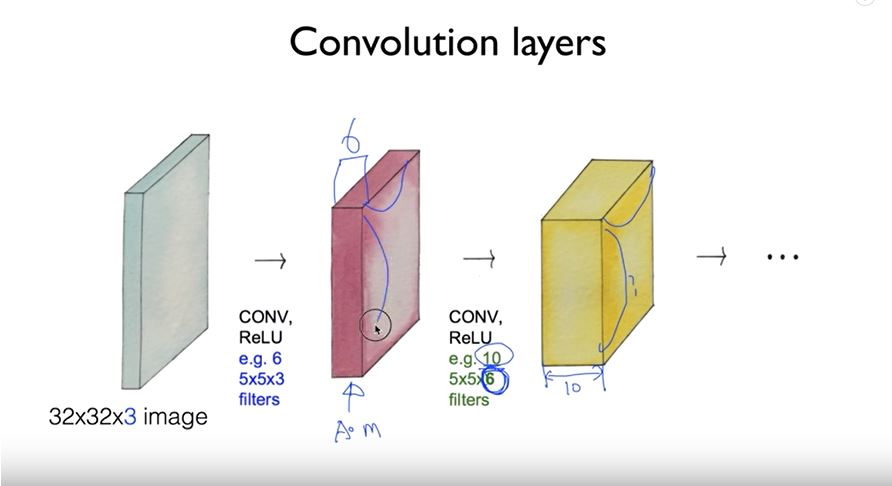 Convolution layers
6
CONV,
ReLU
e.g. 6
5x5x3
filters
CONV,
ReLU
e.g. 10
5x5x6
filters
?
10
32x32x3 image
A.M
...